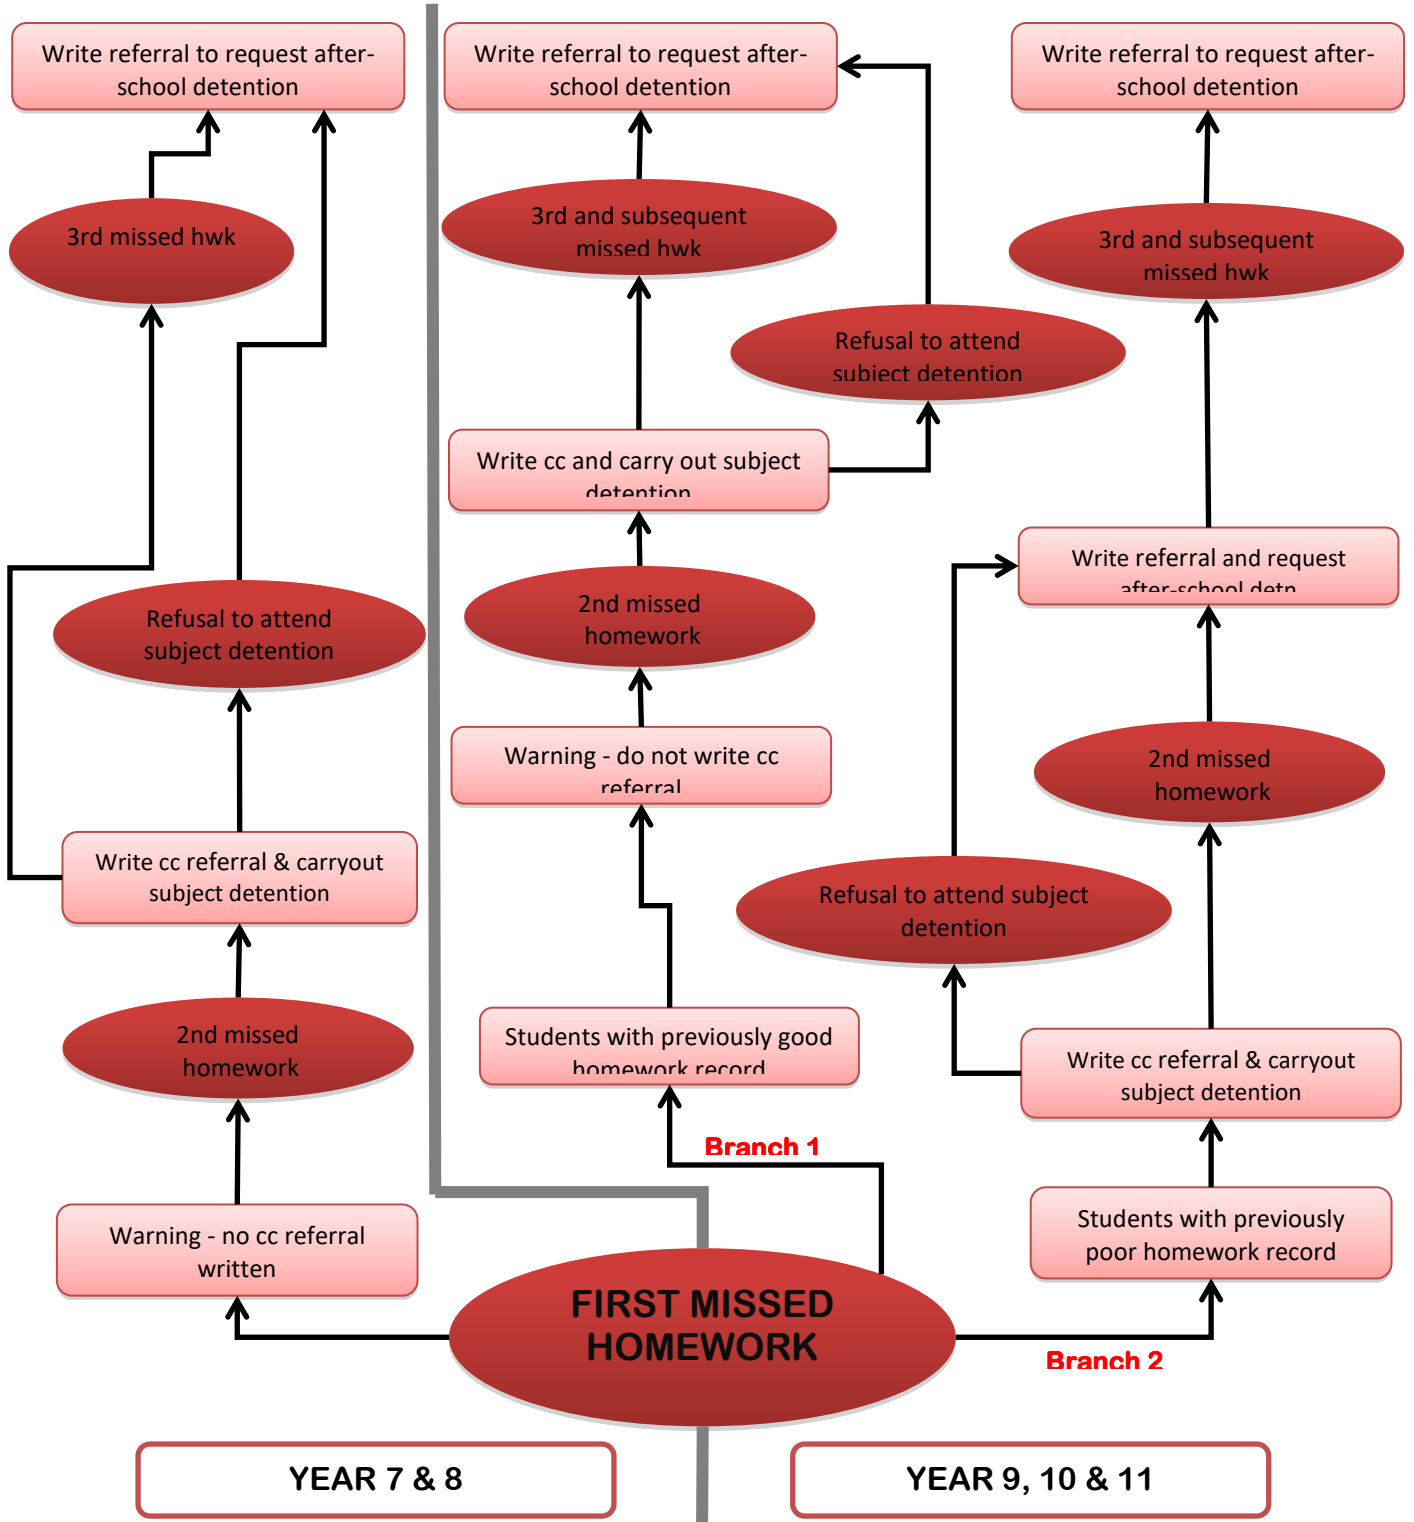 Write referral to request after-
school detention
3rd missed hwk
Refusal to attend
subject detention
Write cc referral & carryout
subject detention
2nd missed
homework
Warning - no cc referral
written
Write referral to request after-
school detention
3rd and subsequent
missed hwk
Refusal to attend
subject detention
Write cc and carry out subject
detention
2nd missed
homework
Warning - do not write cc
referral
Students with previously good
homework record
Branch 1
Write referral to request after-
school detention
3rd and subsequent
missed hwk
Write referral and request
after-school detn
2nd missed
homework
Refusal to attend subject
detention
Write cc referral & carryout
subject detention
Students with previously
poor homework record
Branch 2
FIRST MISSED
HOMEWORK
YEAR 7 & 8
YEAR 9, 10 & 11